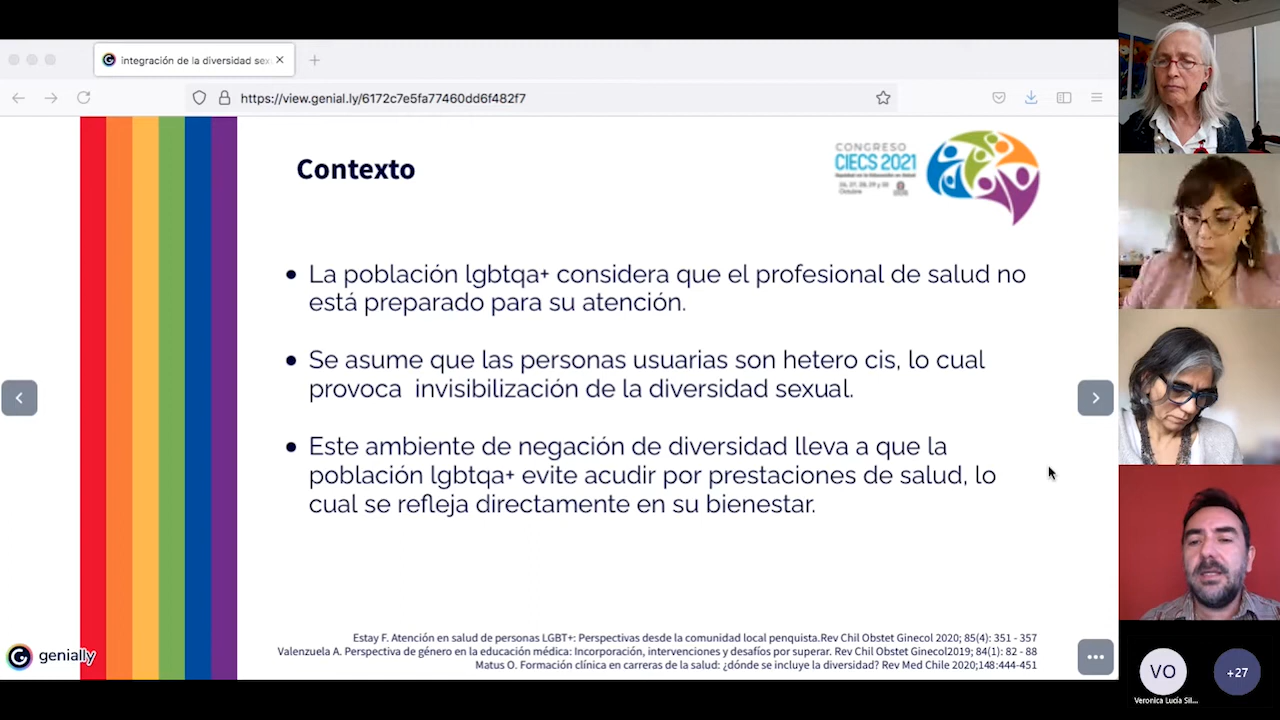 integración de la diversidad sex
https://view.genial.ly/6172c7e5fa77460dd6f482f7
Contexto
CONGRESO
CIECS 2021
La población lgbtqa+ considera que el profesional de salud no
está preparado para su atención.
Se asume que las personas usuarias son hetero cis, lo cual
provoca invisibilización de la diversidad sexual.
Este ambiente de negación de diversidad lleva a que la
población lgbtqa+ evite acudir por prestaciones de salud, lo
cual se refleja directamente en su bienestar.
Estay F. Atención en salud de personas LGBT+: Perspectivas desde la comunidad local penquista.Rev Chil Obstet Ginecol 2020; 85(4): 351 - 357
Valenzuela A. Perspectiva de género en la educación médica: Incorporación, intervenciones y desafíos por superar. Rev Chil Obstet Ginecol2019; 84(1): 82 - 88
Matus O. Formación clínica en carreras de la salud: ¿dónde se incluye la diversidad? Rev Med Chile 2020;148:444-451
genially
VO
+27
Veronica Lucía Sil...